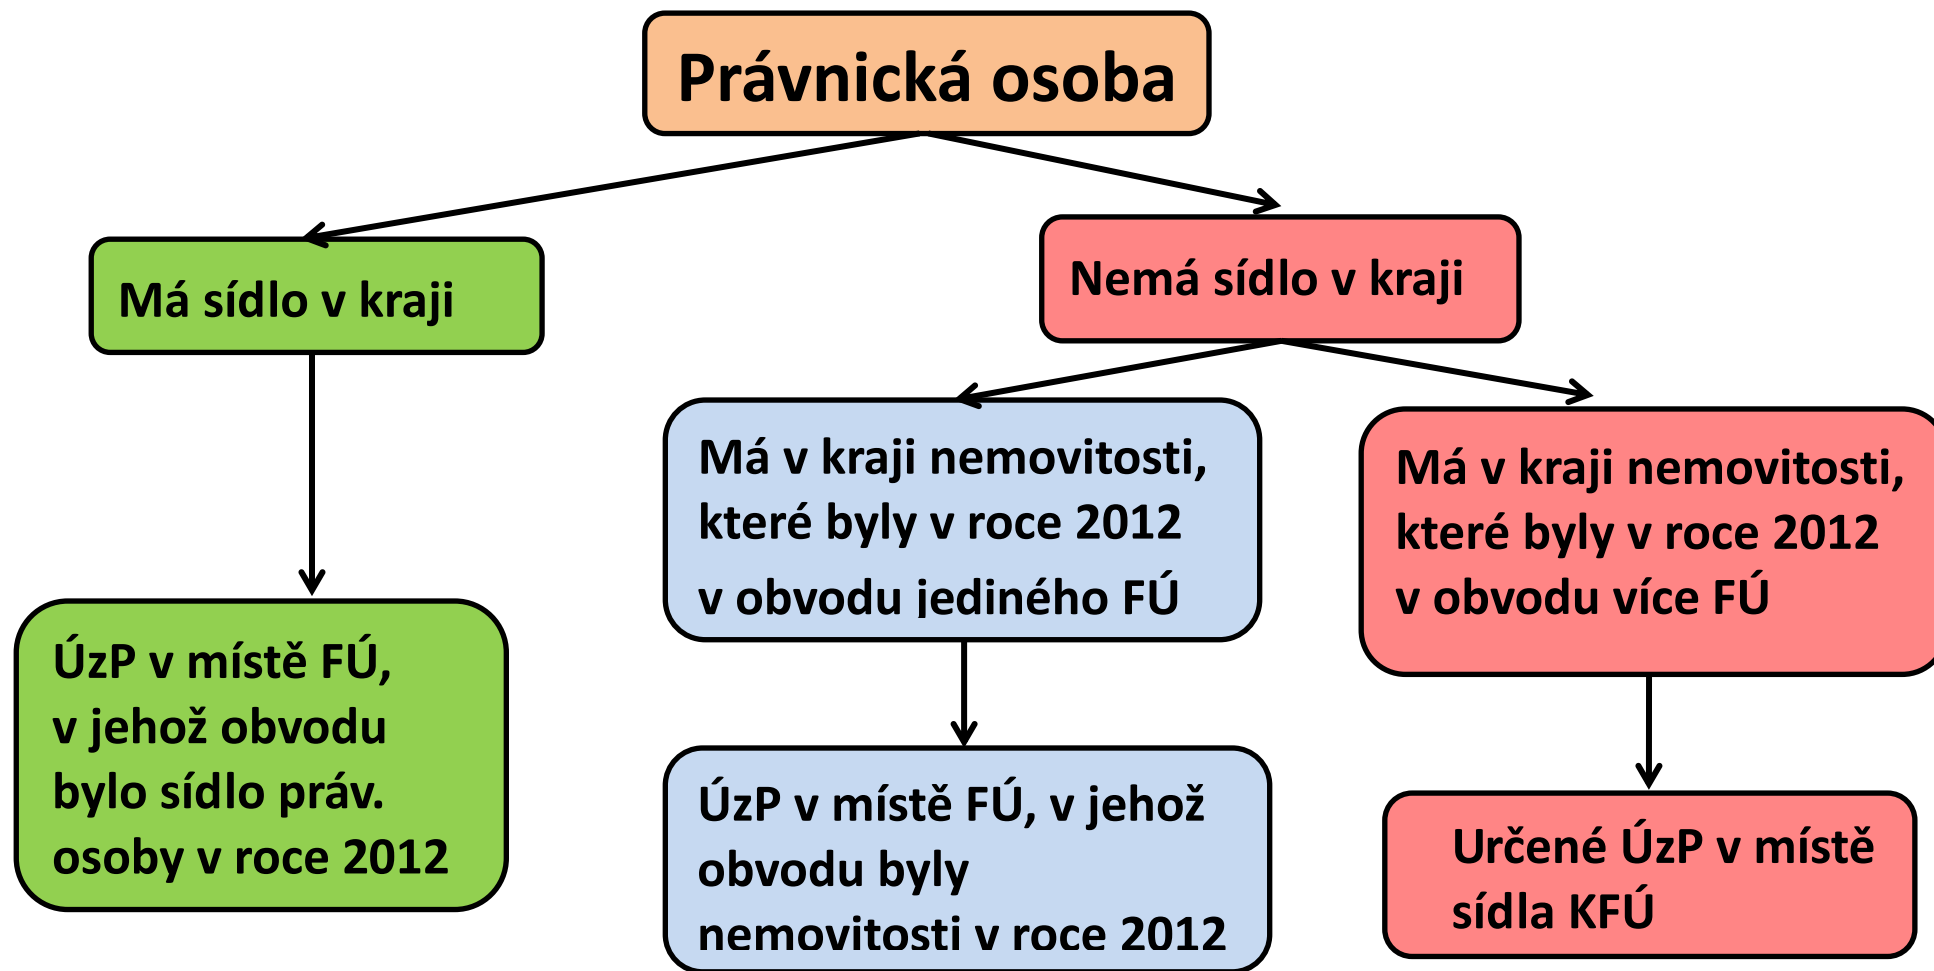 Právnická osoba
Má sídlo v kraji
Nemá sídlo v kraji
Má v kraji nemovitosti,
které byly v roce 2012
v obvodu jediného FÚ
Má v kraji nemovitosti,
které byly v roce 2012
v obvodu více FÚ
ÚzP v místě FÚ,
v jehož obvodu
bylo sídlo práv.
osoby v roce 2012
ÚzP v místě FÚ, v jehož
obvodu byly
nemovitosti v roce 2012
Určené ÚzP v místě
sídla KFÚ